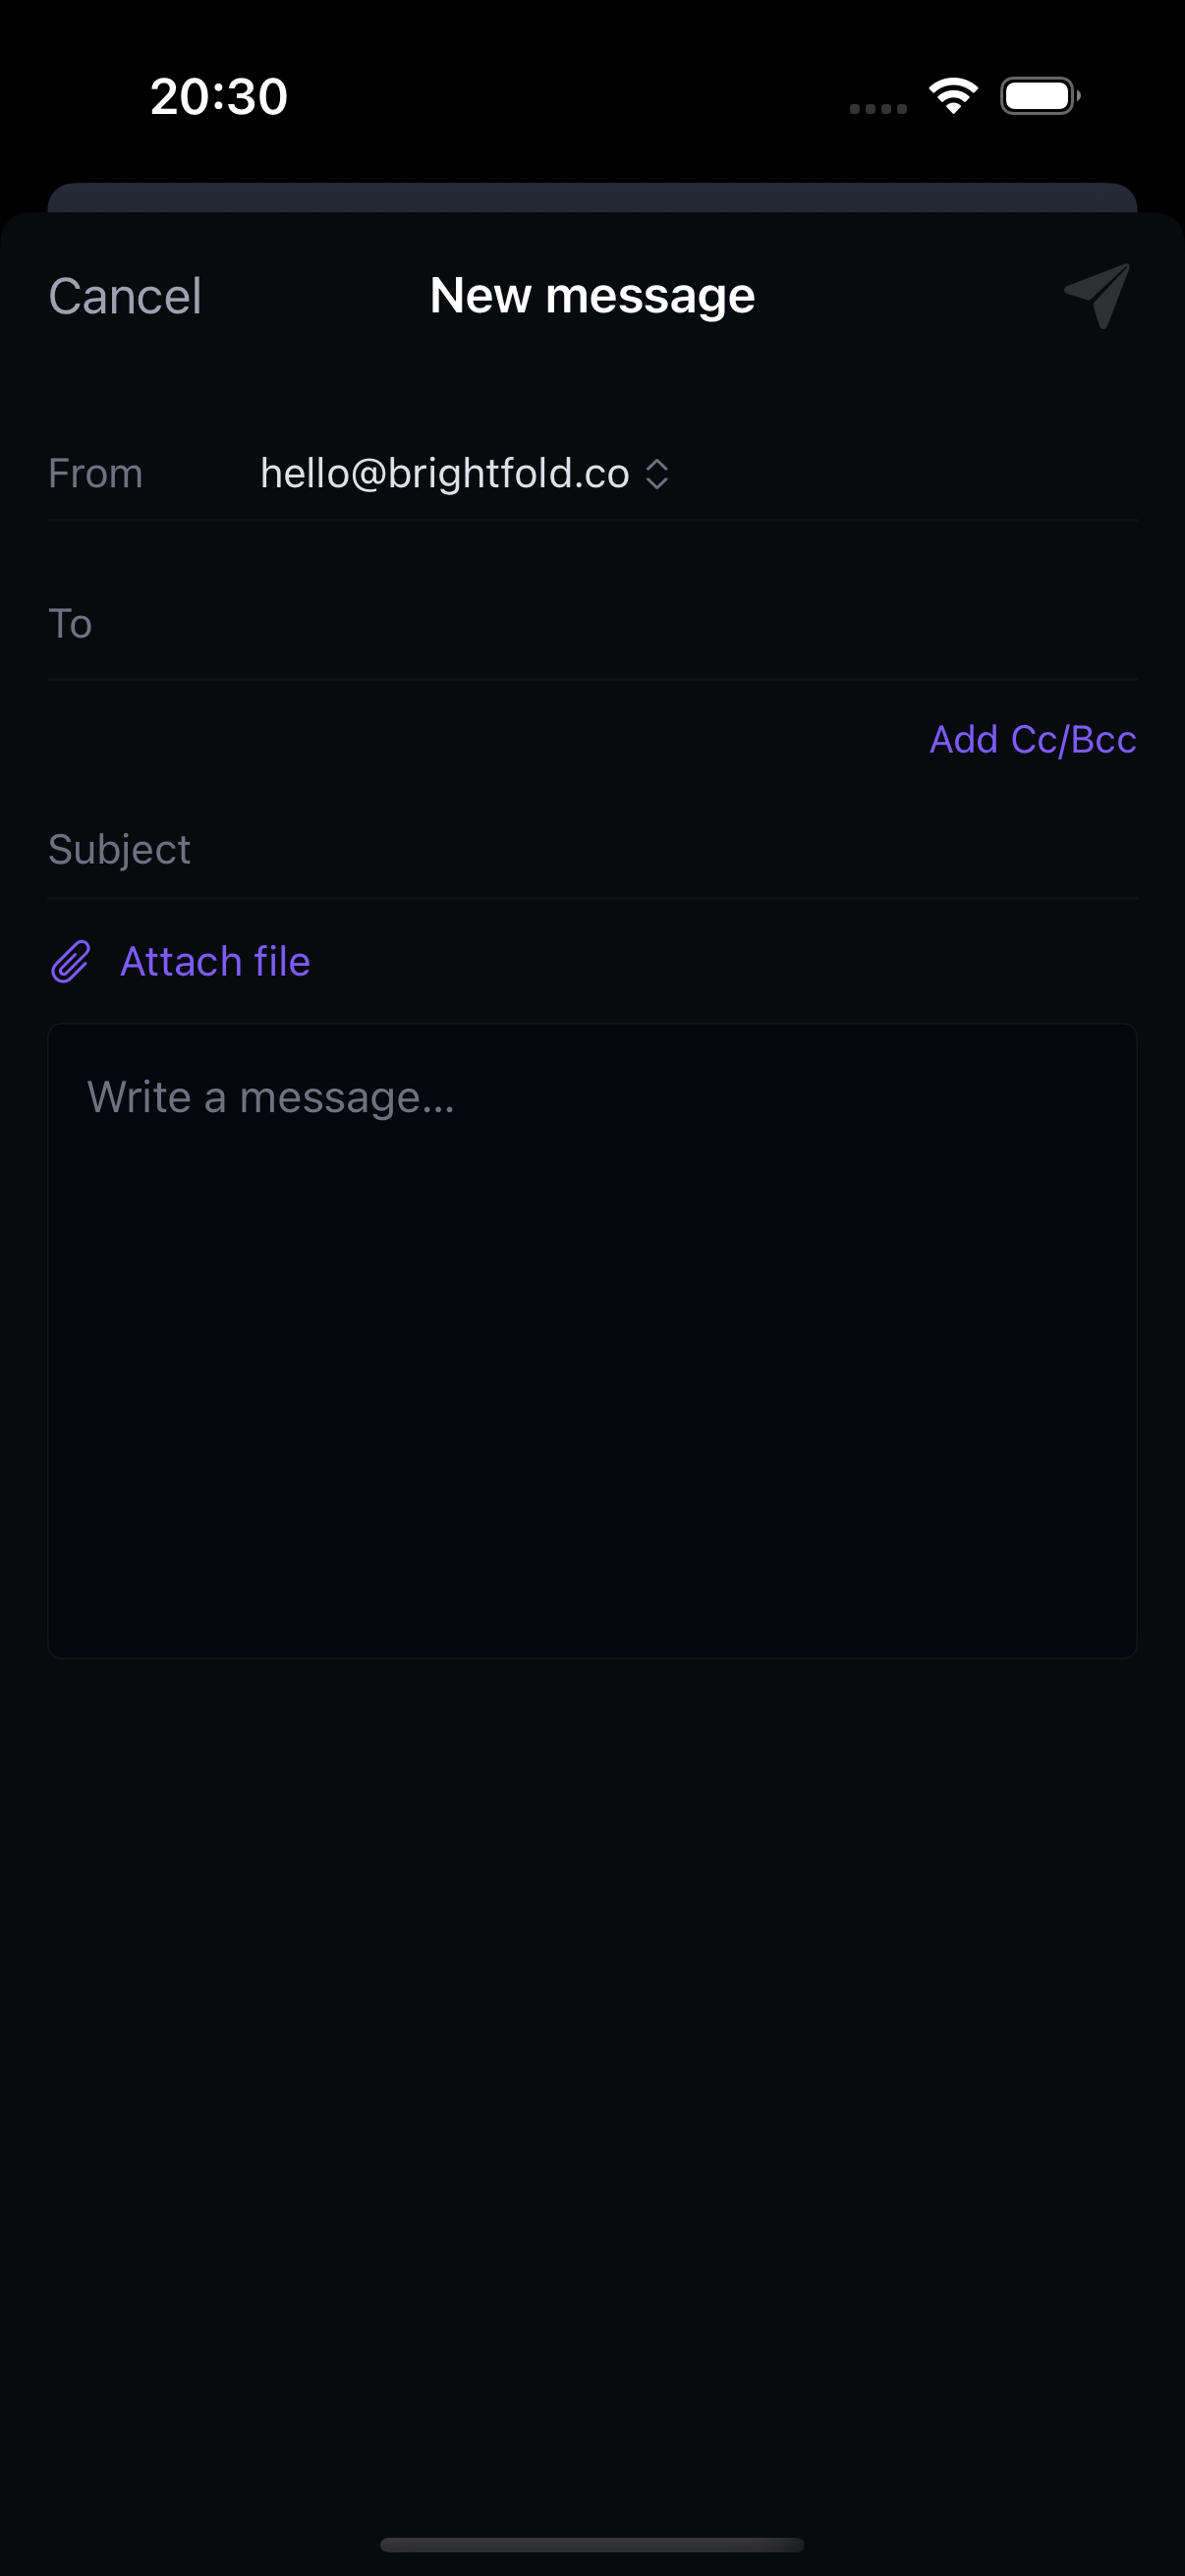 20:30
Cancel New message
From hello@brightfold.co
To
Add Cc/Bcc
Subject
Attach file
Write a message...